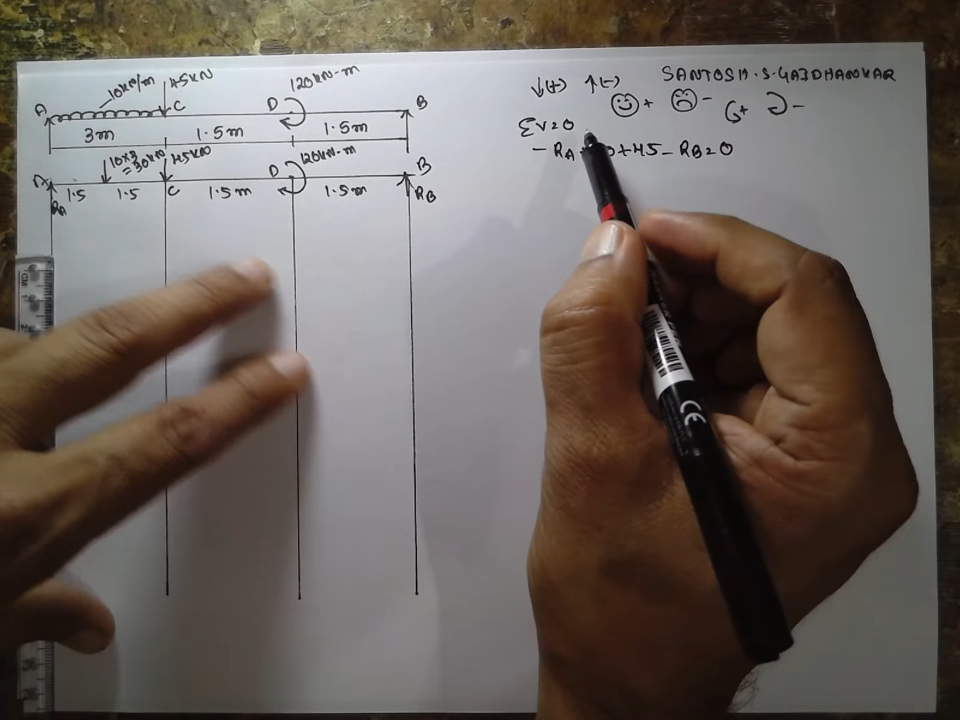 SANTOSH.S.GAJDHANKAR
↓(+) ↑(-)
+ - + -
10kN/m 45kN 120kN-m
A C D B
3m 1.5m 1.5m
10×3 =30kN 45kN 120kN-m
A C D B
RA 1.5 1.5 1.5m 1.5m RB
ΣV=0
- RA +45 - RB=0
CE